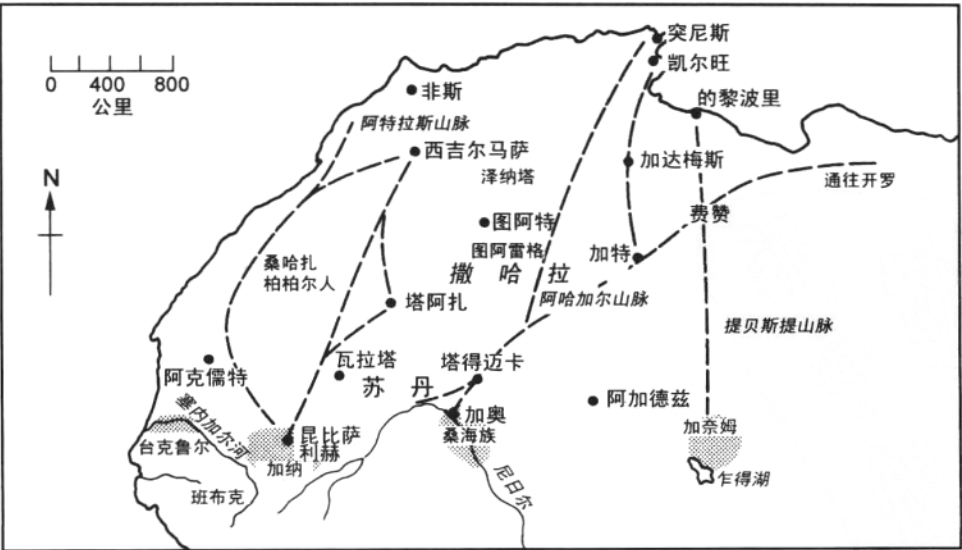 突尼斯
凯尔旺
0 400 800
公里
非斯
的黎波里
阿特拉斯山脉
西吉尔马萨
加达梅斯
泽纳塔
通往开罗
N
图阿特
费赞
图阿雷格
加特
桑哈扎
柏柏尔人
撒哈拉
塔阿扎
阿哈加尔山脉
提贝斯提山脉
瓦拉塔
塔得迈卡
阿克儒特
苏丹
阿加德兹
塞内加尔河
加奥
加奈姆
昆比萨
利赫
桑海族
台克鲁尔
加纳
乍得湖
班布克
尼日尔